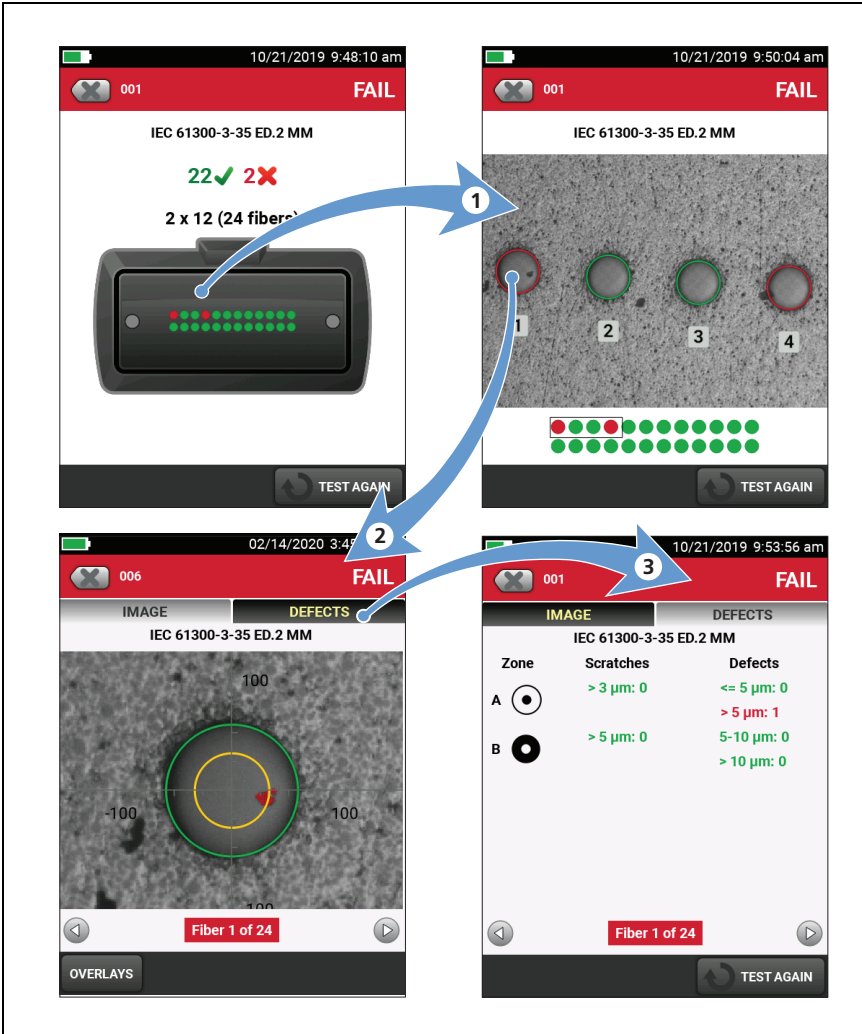 10/21/2019 9:48:10 am
001 FAIL
IEC 61300-3-35 ED.2 MM
22 2
2 x 12 (24 fibers)
TEST AGAIN
1
10/21/2019 9:50:04 am
001 FAIL
IEC 61300-3-35 ED.2 MM
1 2 3 4
TEST AGAIN
2
02/14/2020 3:45
006 FAIL
IMAGE DEFECTS
IEC 61300-3-35 ED.2 MM
100
-100 100
-100
Fiber 1 of 24
OVERLAYS
3
10/21/2019 9:53:56 am
001 FAIL
IMAGE DEFECTS
IEC 61300-3-35 ED.2 MM
Zone Scratches Defects
A > 3 µm: 0 <= 5 µm: 0
> 5 µm: 1
B > 5 µm: 0 5-10 µm: 0
> 10 µm: 0
Fiber 1 of 24
TEST AGAIN